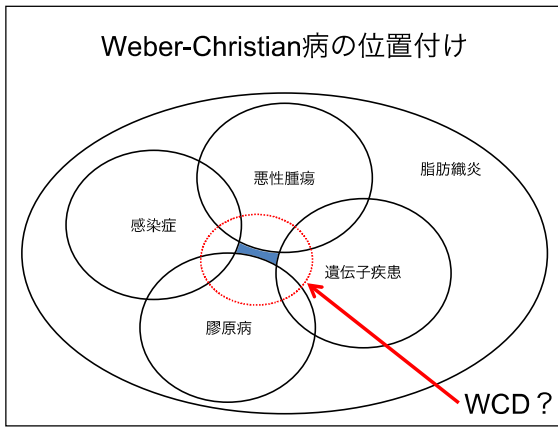 Weber-Christian病の位置付け
悪性腫瘍
脂肪織炎
感染症
遺伝子疾患
膠原病
WCD？